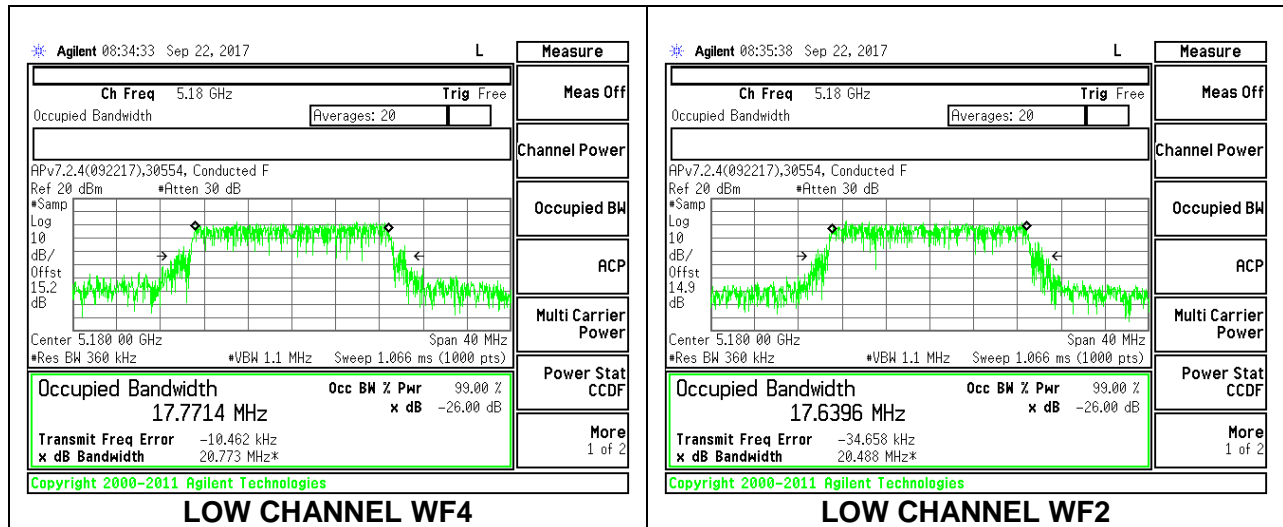 Agilent 08:34:33 Sep 22, 2017 L
Measure
Ch Freq 5.18 GHz Trig Free
Occupied Bandwidth Averages: 20
APv7.2.4(092217),30554, Conducted F
Ref 20 dBm #Atten 30 dB
#Samp
Log
10
dB/
Offst
15.2
dB
Center 5.180 00 GHz Span 40 MHz
#Res BW 360 kHz #VBW 1.1 MHz Sweep 1.066 ms (1000 pts)
Occupied Bandwidth Occ BW % Pwr 99.00 %
17.7714 MHz x dB -26.00 dB
Transmit Freq Error -10.462 kHz
x dB Bandwidth 20.773 MHz*
Copyright 2000-2011 Agilent Technologies
Meas Off
Channel Power
Occupied BW
ACP
Multi Carrier
Power
Power Stat
CCDF
More
1 of 2
LOW CHANNEL WF4
Agilent 08:35:38 Sep 22, 2017 L
Measure
Ch Freq 5.18 GHz Trig Free
Occupied Bandwidth Averages: 20
APv7.2.4(092217),30554, Conducted F
Ref 20 dBm #Atten 30 dB
#Samp
Log
10
dB/
Offst
14.9
dB
Center 5.180 00 GHz Span 40 MHz
#Res BW 360 kHz #VBW 1.1 MHz Sweep 1.066 ms (1000 pts)
Occupied Bandwidth Occ BW % Pwr 99.00 %
17.6396 MHz x dB -26.00 dB
Transmit Freq Error -34.658 kHz
x dB Bandwidth 20.488 MHz*
Copyright 2000-2011 Agilent Technologies
Meas Off
Channel Power
Occupied BW
ACP
Multi Carrier
Power
Power Stat
CCDF
More
1 of 2
LOW CHANNEL WF2